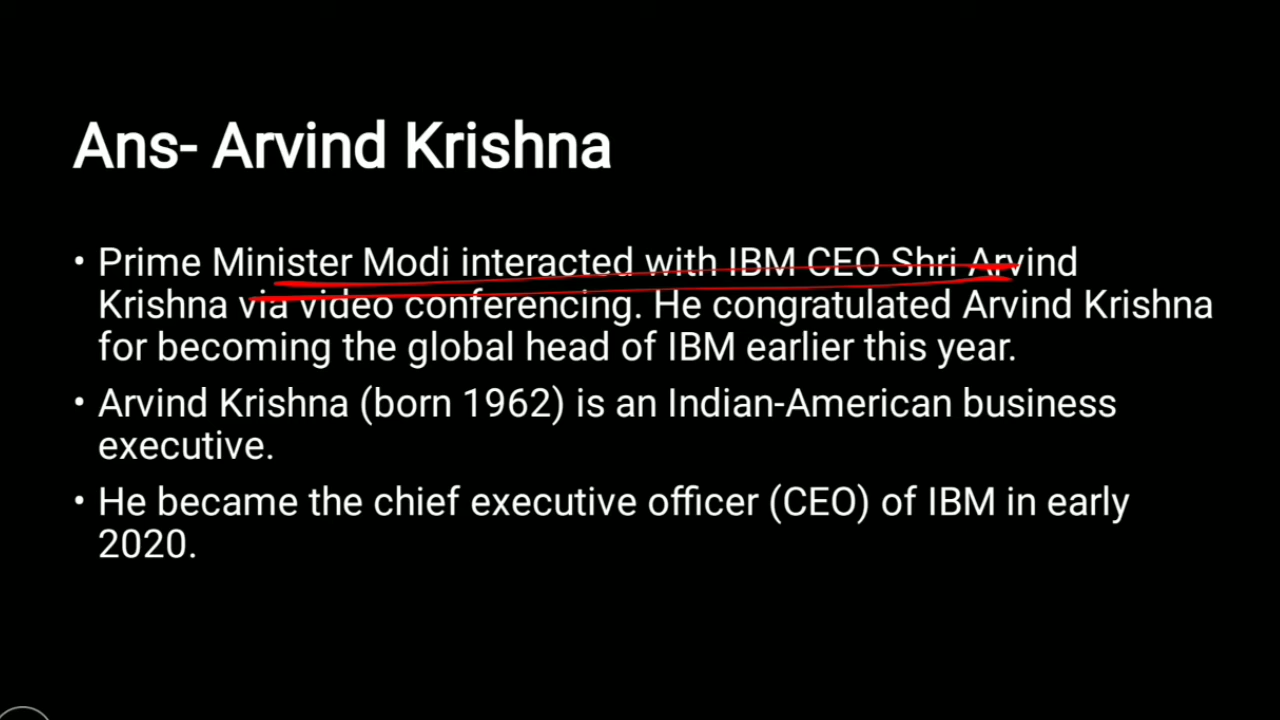 Ans- Arvind Krishna
• Prime Minister Modi interacted with IBM CEO Shri Arvind
Krishna via video conferencing. He congratulated Arvind Krishna
for becoming the global head of IBM earlier this year.
• Arvind Krishna (born 1962) is an Indian-American business
executive.
• He became the chief executive officer (CEO) of IBM in early
2020.